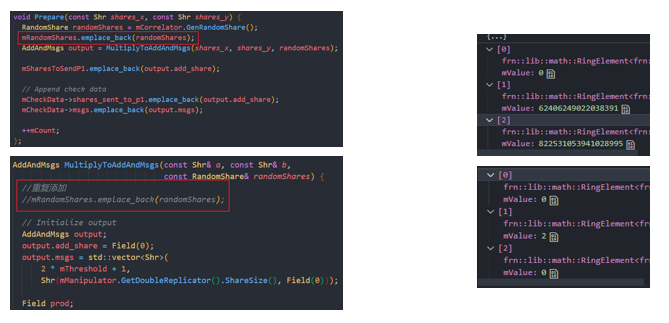 void Prepare(const Shr shares_x, const Shr shares_y) {
RandomShare randomShares = mCorrelator.GenRandomShare();
mRandomShares.emplace_back(randomShares);
AddAndMsgs output = MultiplyToAddAndMsgs(shares_x, shares_y, randomShares);
mSharesToSendP1.emplace_back(output.add_share);
// Append check data
mCheckData->shares_sent_to_p1.emplace_back(output.add_share);
mCheckData->msgs.emplace_back(output.msgs);
++mCount;
};
AddAndMsgs MultiplyToAddAndMsgs(const Shr& a, const Shr& b,
const RandomShare& randomShares) {
//重复添加
//mRandomShares.emplace_back(randomShares);
// Initialize output
AddAndMsgs output;
output.add_share = Field(0);
output.msgs = std::vector<Shr>(
2 * mThreshold + 1,
Shr(mManipulator.GetDoubleReplicator().ShareSize(), Field(0)));
Field prod;
{...}
[0]
frn::lib::math::RingElement<frn:
mValue: 0
[1]
frn::lib::math::RingElement<frn:
mValue: 62406249022038391
[2]
frn::lib::math::RingElement<frn:
mValue: 822531053941028995
[0]
frn::lib::math::RingElement<frn:
mValue: 0
[1]
frn::lib::math::RingElement<frn:
mValue: 2
[2]
frn::lib::math::RingElement<frn:
mValue: 0